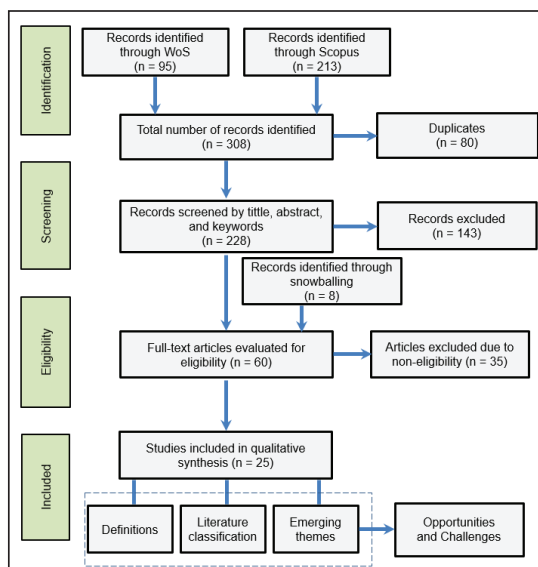 Identification
Records identified
through WoS
(n = 95)
Records identified
through Scopus
(n = 213)
Total number of records identified
(n = 308)
Duplicates
(n = 80)
Screening
Records screened by tittle, abstract,
and keywords
(n = 228)
Records excluded
(n = 143)
Records identified through
snowballing
(n = 8)
Eligibility
Full-text articles evaluated for
eligibility (n = 60)
Articles excluded due to
non-eligibility (n = 35)
Included
Studies included in qualitative
synthesis (n = 25)
Definitions
Literature
classification
Emerging
themes
Opportunities
and Challenges